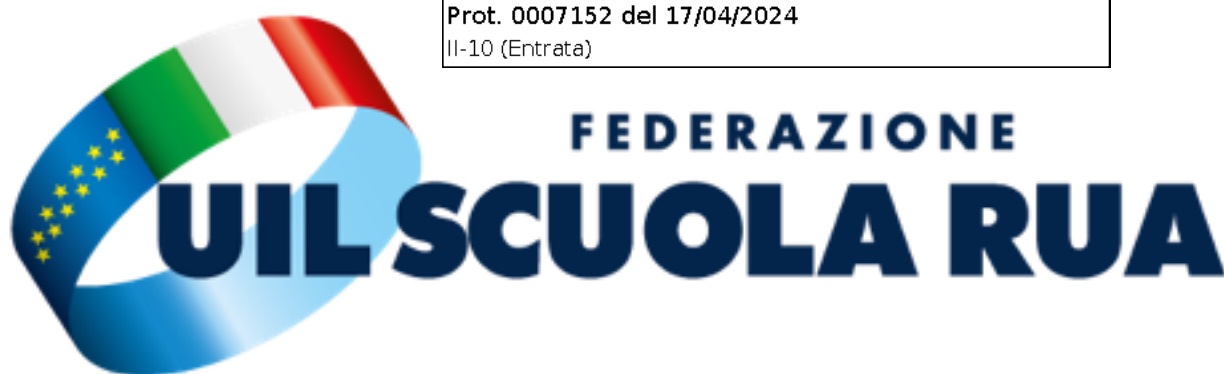 Prot. 0007152 del 17/04/2024
II-10 (Entrata)
FEDERAZIONE
UIL SCUOLA RUA